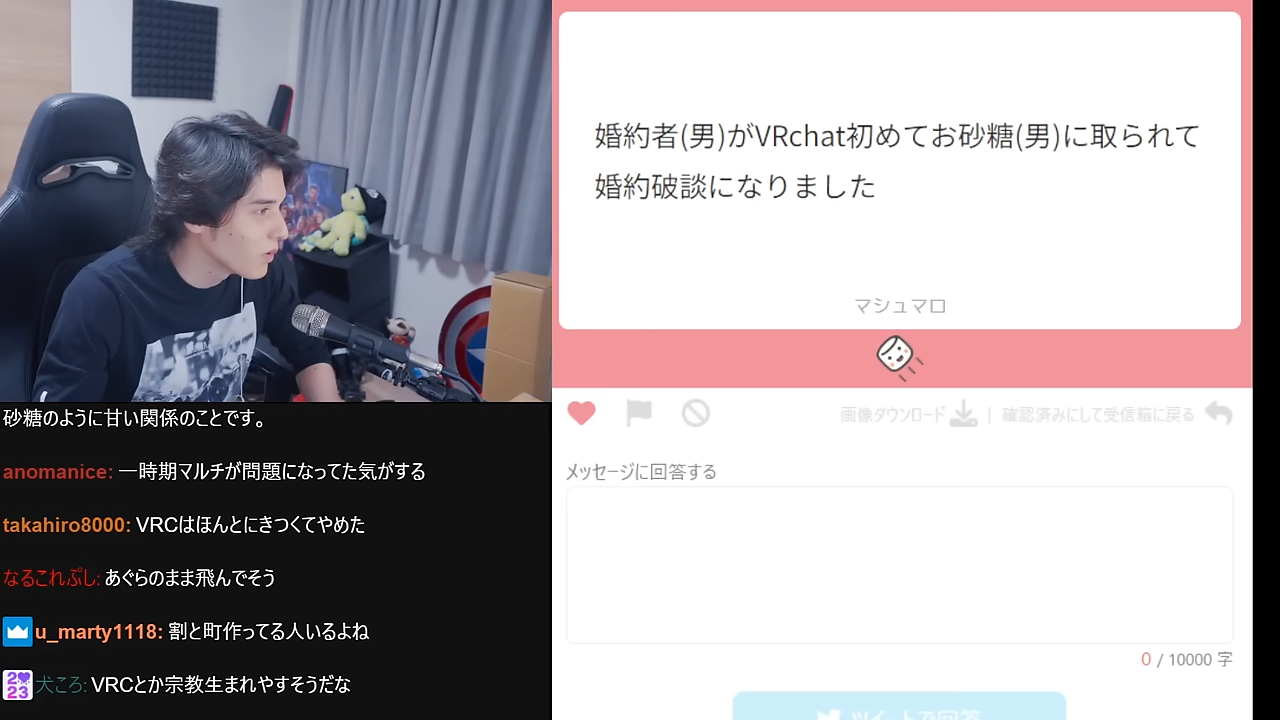 婚約者(男)がVRchat初めてお砂糖(男)に取られて
婚約破談になりました
マシュマロ
画像ダウンロード | 確認済みにして受信箱に戻る
メッセージに回答する
0 / 10000 字
ツイートで回答
砂糖のように甘い関係のことです。
anomanice: 一時期マルチが問題になってた気がする
takahiro8000: VRCはほんとにきつくてやめた
なるこれぷし: あぐらのまま飛んでそう
u_marty1118: 割と町作ってる人いるよね
2023 犬ころ: VRCとか宗教生まれやすそうだな